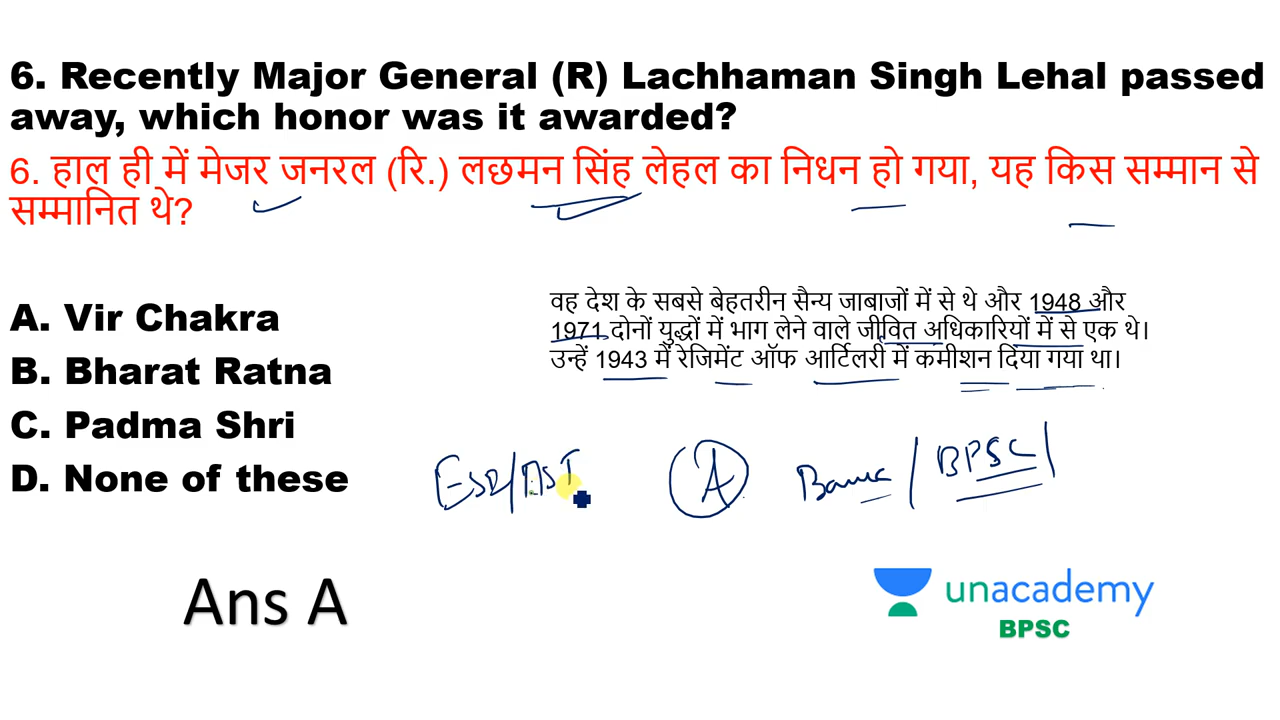 6. Recently Major General (R) Lachhaman Singh Lehal passed
away, which honor was it awarded?
6. हाल ही में मेजर जनरल (रि.) लछमन सिंह लेहल का निधन हो गया, यह किस सम्मान से
सम्मानित थे?
A. Vir Chakra
B. Bharat Ratna
C. Padma Shri
D. None of these
वह देश के सबसे बेहतरीन सैन्य जाबाजों में से थे और 1948 और
1971 दोनों युद्धों में भाग लेने वाले जीवित अधिकारियों में से एक थे।
उन्हें 1943 में रेजिमेंट ऑफ आर्टिलरी में कमीशन दिया गया था।
A / BPSC |
Ans A
unacademy
BPSC